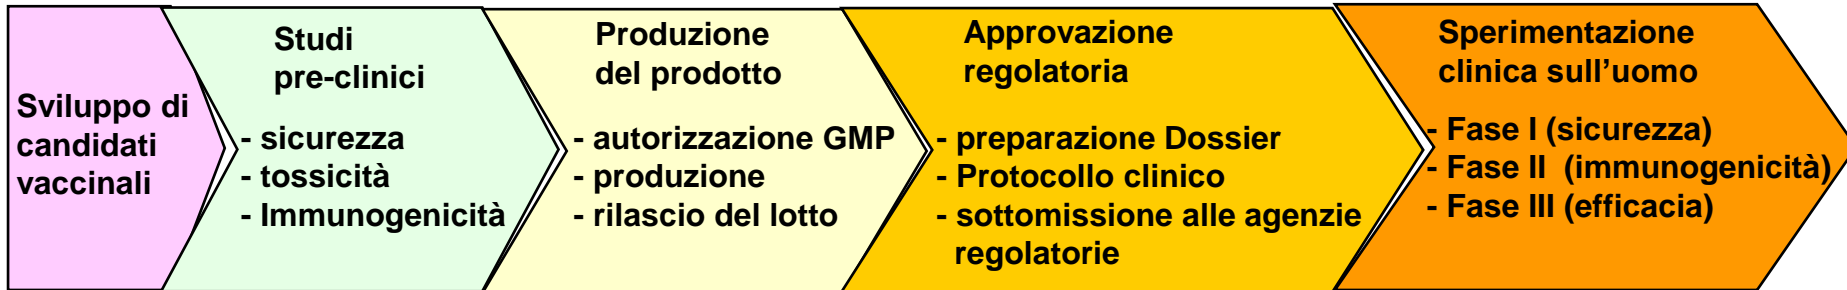 Sviluppo di
candidati
vaccinali
Studi
pre-clinici
- sicurezza
- tossicità
- Immunogenicità
Produzione
del prodotto
- autorizzazione GMP
- produzione
- rilascio del lotto
Approvazione
regolatoria
- preparazione Dossier
- Protocollo clinico
- sottomissione alle agenzie
regolatorie
Sperimentazione
clinica sull'uomo
- Fase I (sicurezza)
- Fase II (immunogenicità)
- Fase III (efficacia)